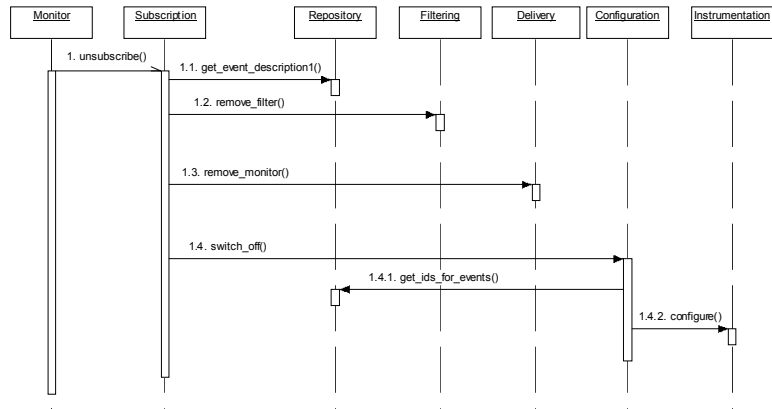 Monitor
Subscription
Repository
Filtering
Delivery
Configuration
Instrumentation
1. unsubscribe()
1.1. get_event_description1()
1.2. remove_filter()
1.3. remove_monitor()
1.4. switch_off()
1.4.1. get_ids_for_events()
1.4.2. configure()